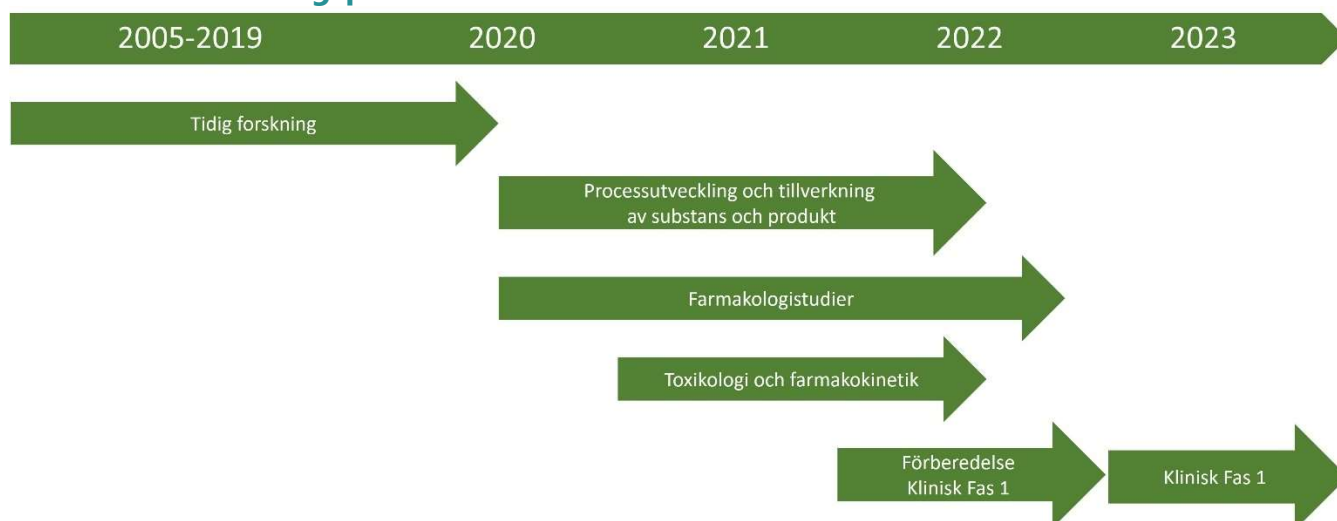 2005-2019 2020 2021 2022 2023
Tidig forskning
Processutveckling och tillverkning
av substans och produkt
Farmakologistudier
Toxikologi och farmakokinetik
Förberedelse
Klinisk Fas 1
Klinisk Fas 1